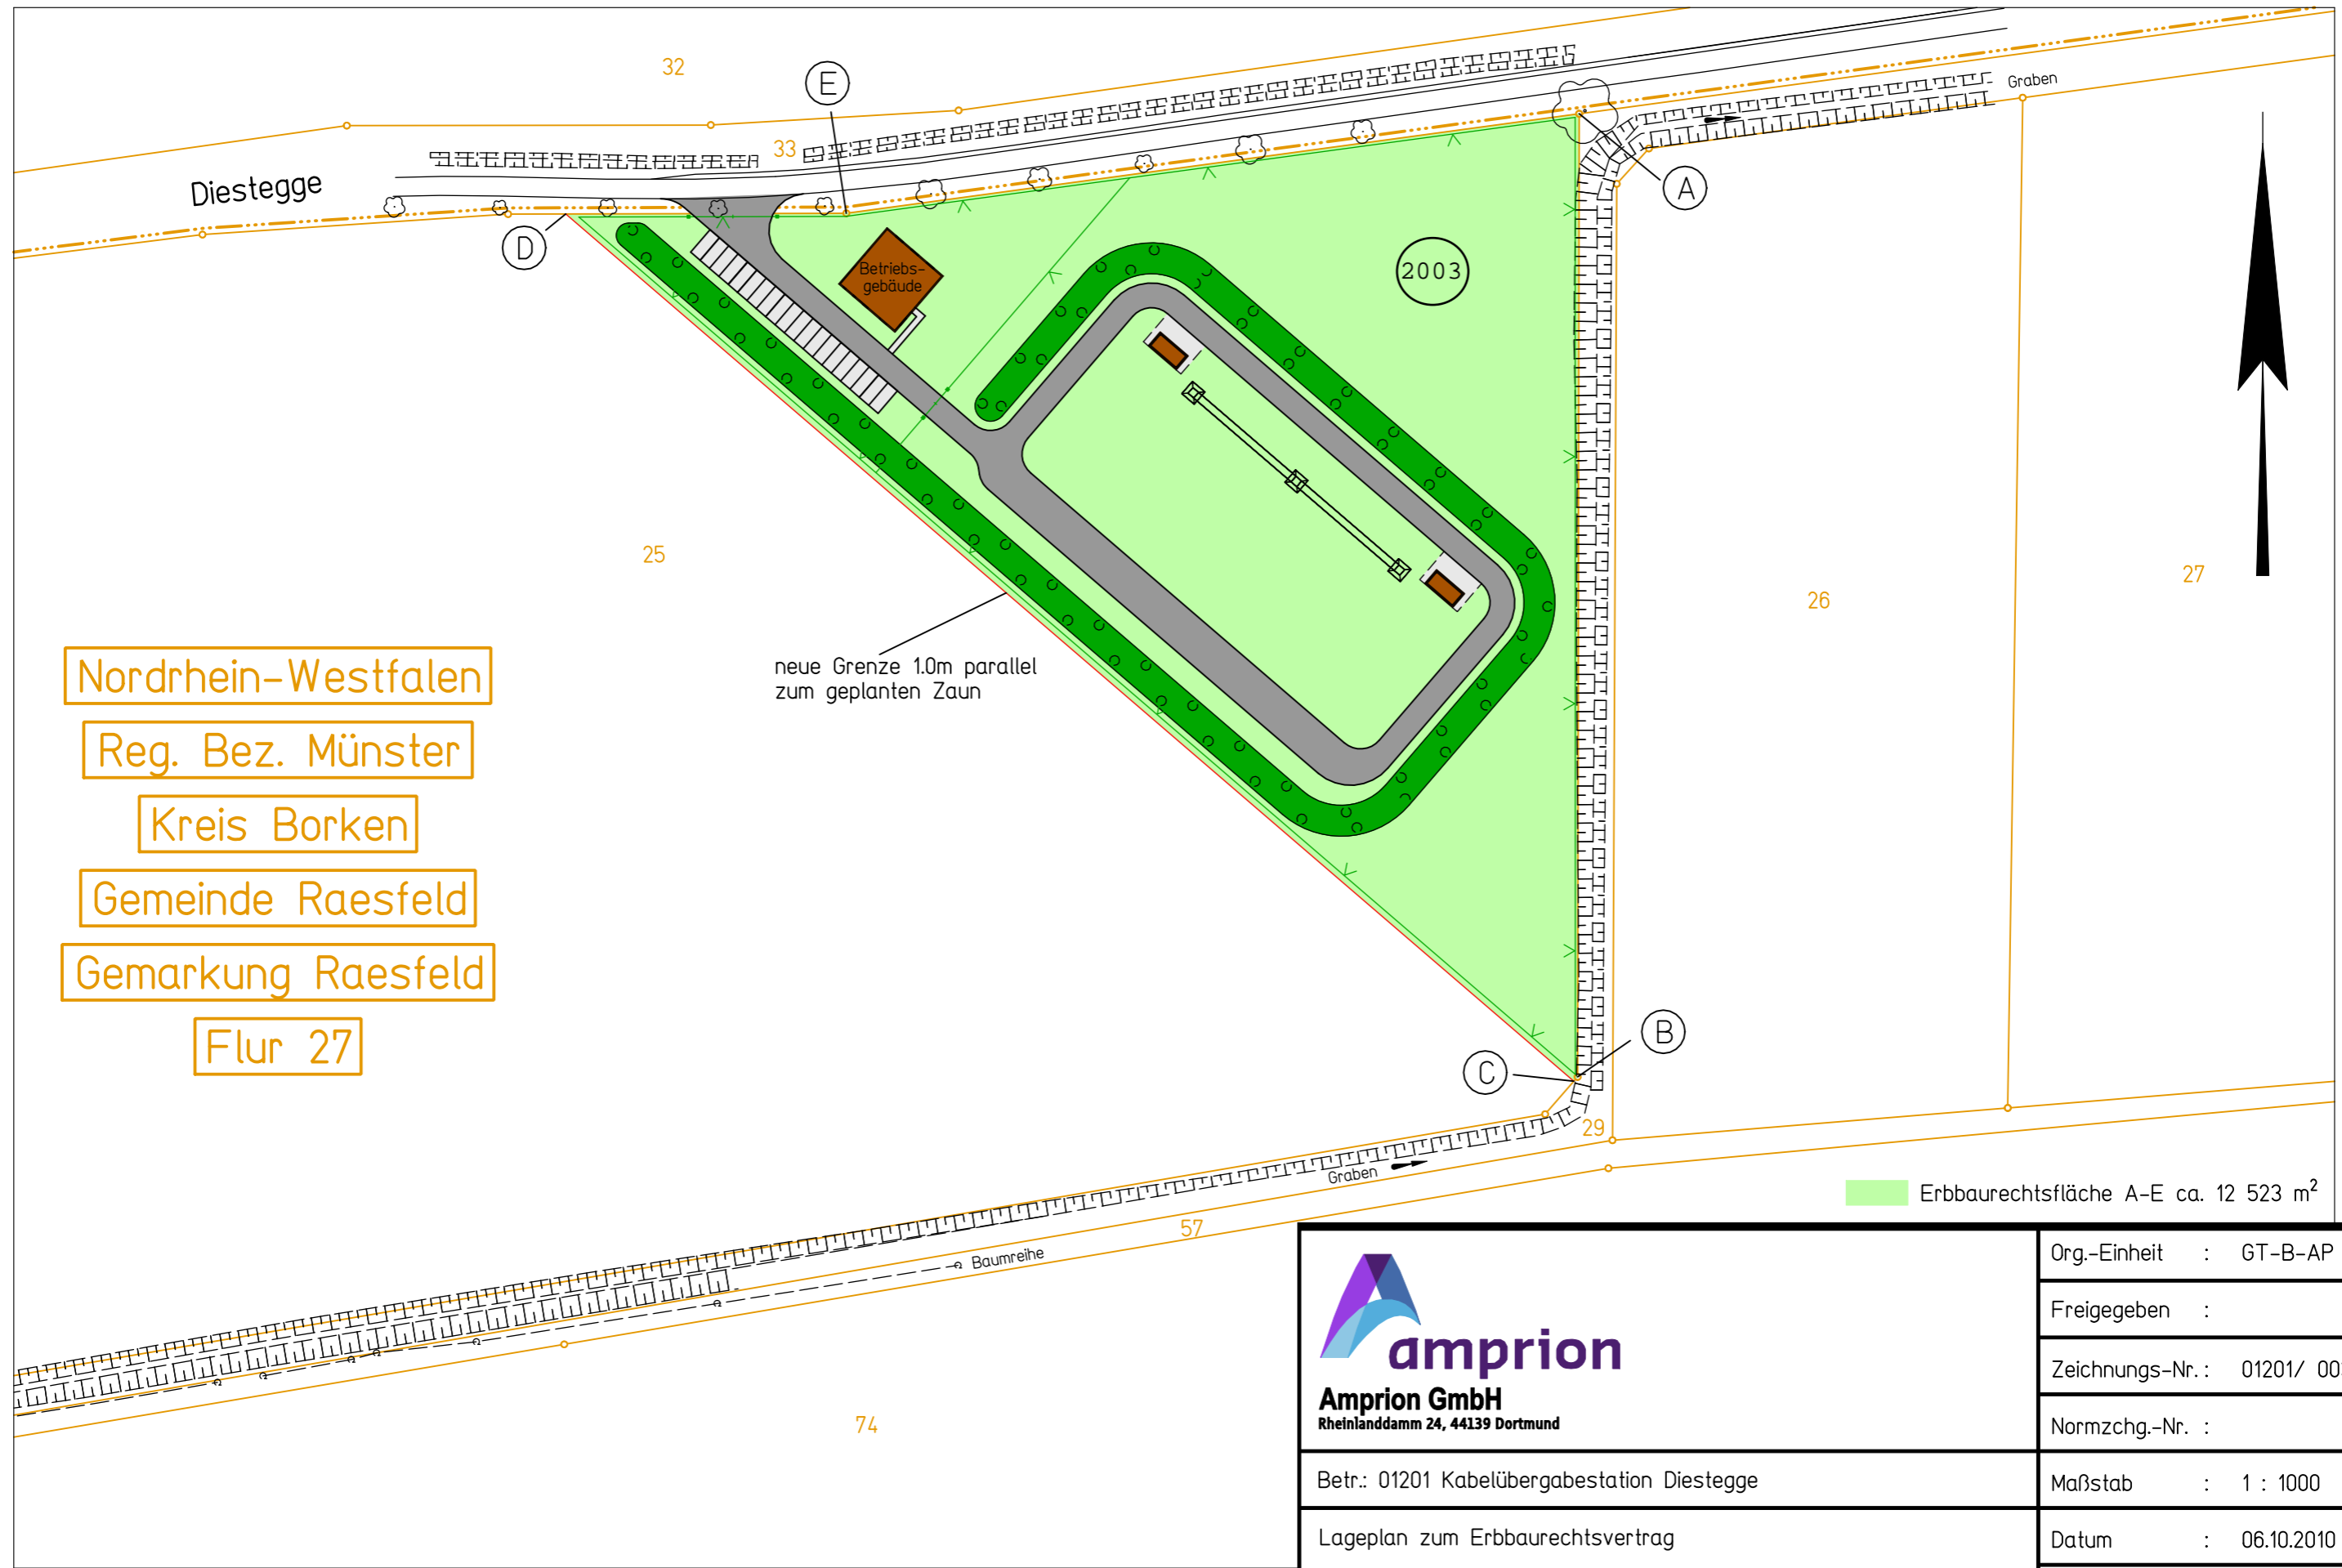 32
E
33
Graben
Diestegge
A
D
2003
Betriebs-
gebäude
25
26
27
neue Grenze 1.0m parallel
zum geplanten Zaun
Nordrhein-Westfalen
Reg. Bez. Münster
Kreis Borken
Gemeinde Raesfeld
Gemarkung Raesfeld
Flur 27
B
C
29
Graben
57
Baumreihe
74
Erbbaurechtsfläche A-E ca. 12 523 m²
amprion
Amprion GmbH
Rheinlanddamm 24, 44139 Dortmund
Betr.: 01201 Kabelübergabestation Diestegge
Lageplan zum Erbbaurechtsvertrag
Org.-Einheit : GT-B-AP
Freigegeben :
Zeichnungs-Nr. : 01201/ 00
Normzchg.-Nr. :
Maßstab : 1 : 1000
Datum : 06.10.2010